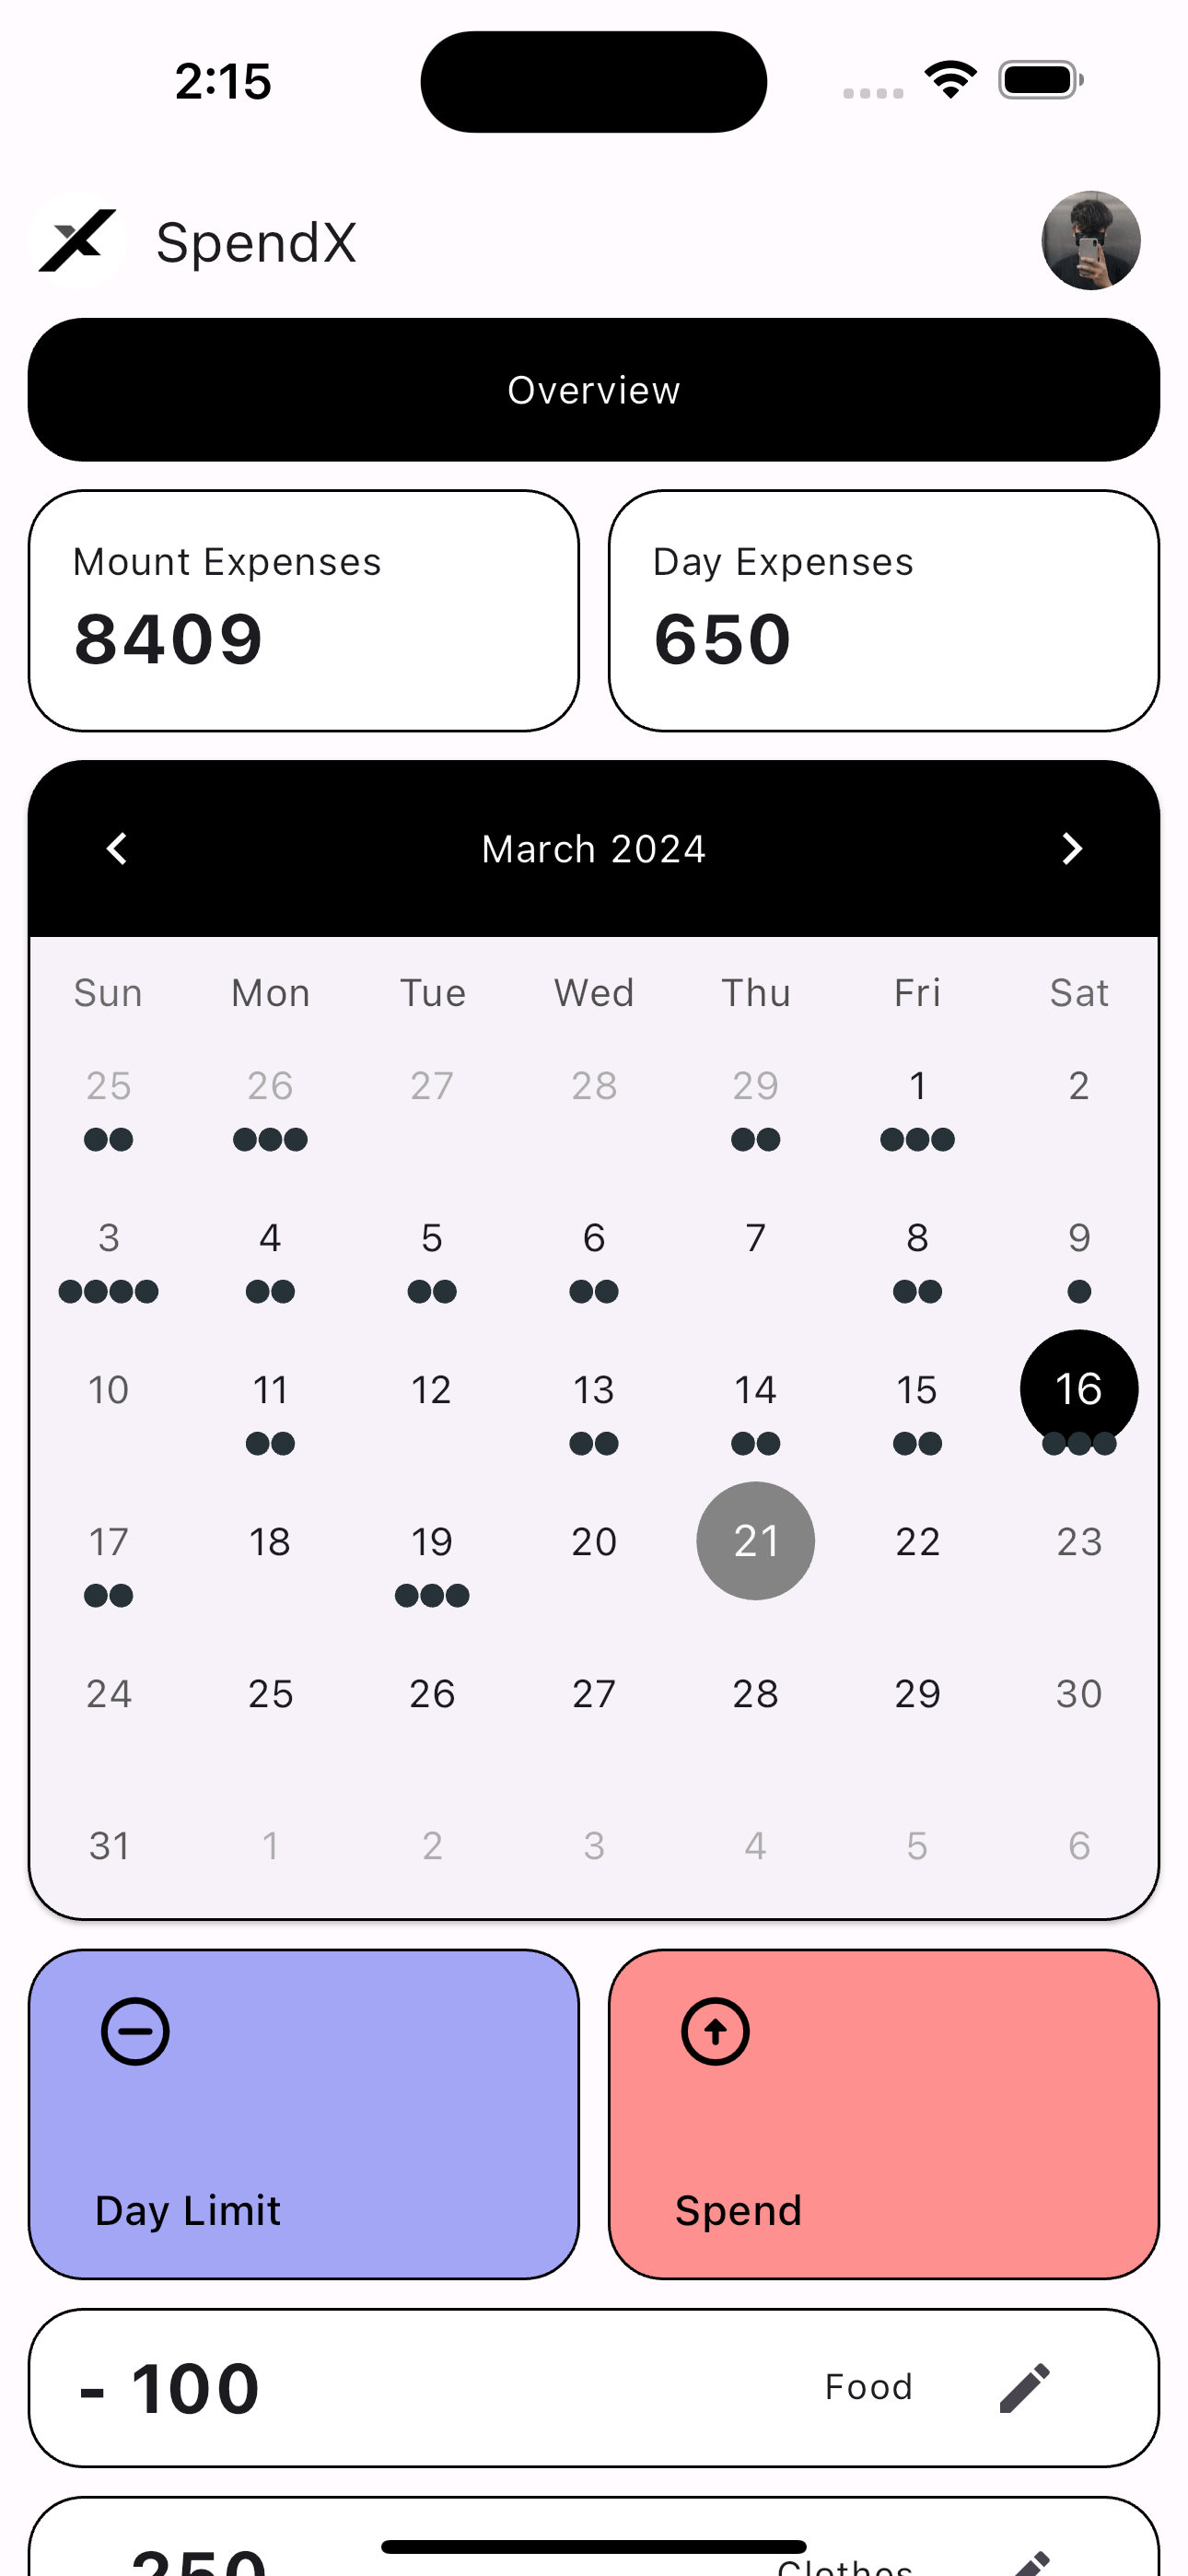 2:15
SpendX
Overview
Mount Expenses
8409
Day Expenses
650
March 2024
Sun Mon Tue Wed Thu Fri Sat
25 26 27 28 29 1 2
3 4 5 6 7 8 9
10 11 12 13 14 15 16
17 18 19 20 21 22 23
24 25 26 27 28 29 30
31 1 2 3 4 5 6
Day Limit
Spend
- 100 Food
250 Clothes